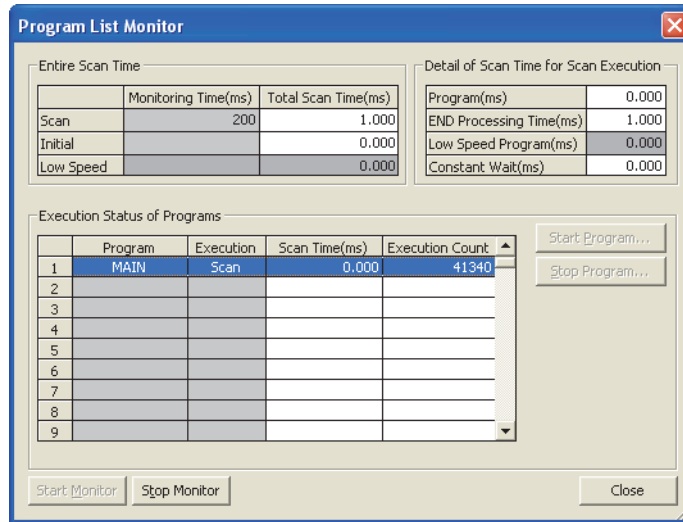 Program List Monitor
Entire Scan Time
Monitoring Time(ms) Total Scan Time(ms)
Scan 200 1.000
Initial 0.000
Low Speed 0.000
Detail of Scan Time for Scan Execution
Program(ms) 0.000
END Processing Time(ms) 1.000
Low Speed Program(ms) 0.000
Constant Wait(ms) 0.000
Execution Status of Programs
Program Execution Scan Time(ms) Execution Count
1 MAIN Scan 0.000 41340
2
3
4
5
6
7
8
9
Start Program...
Stop Program...
Start Monitor Stop Monitor Close